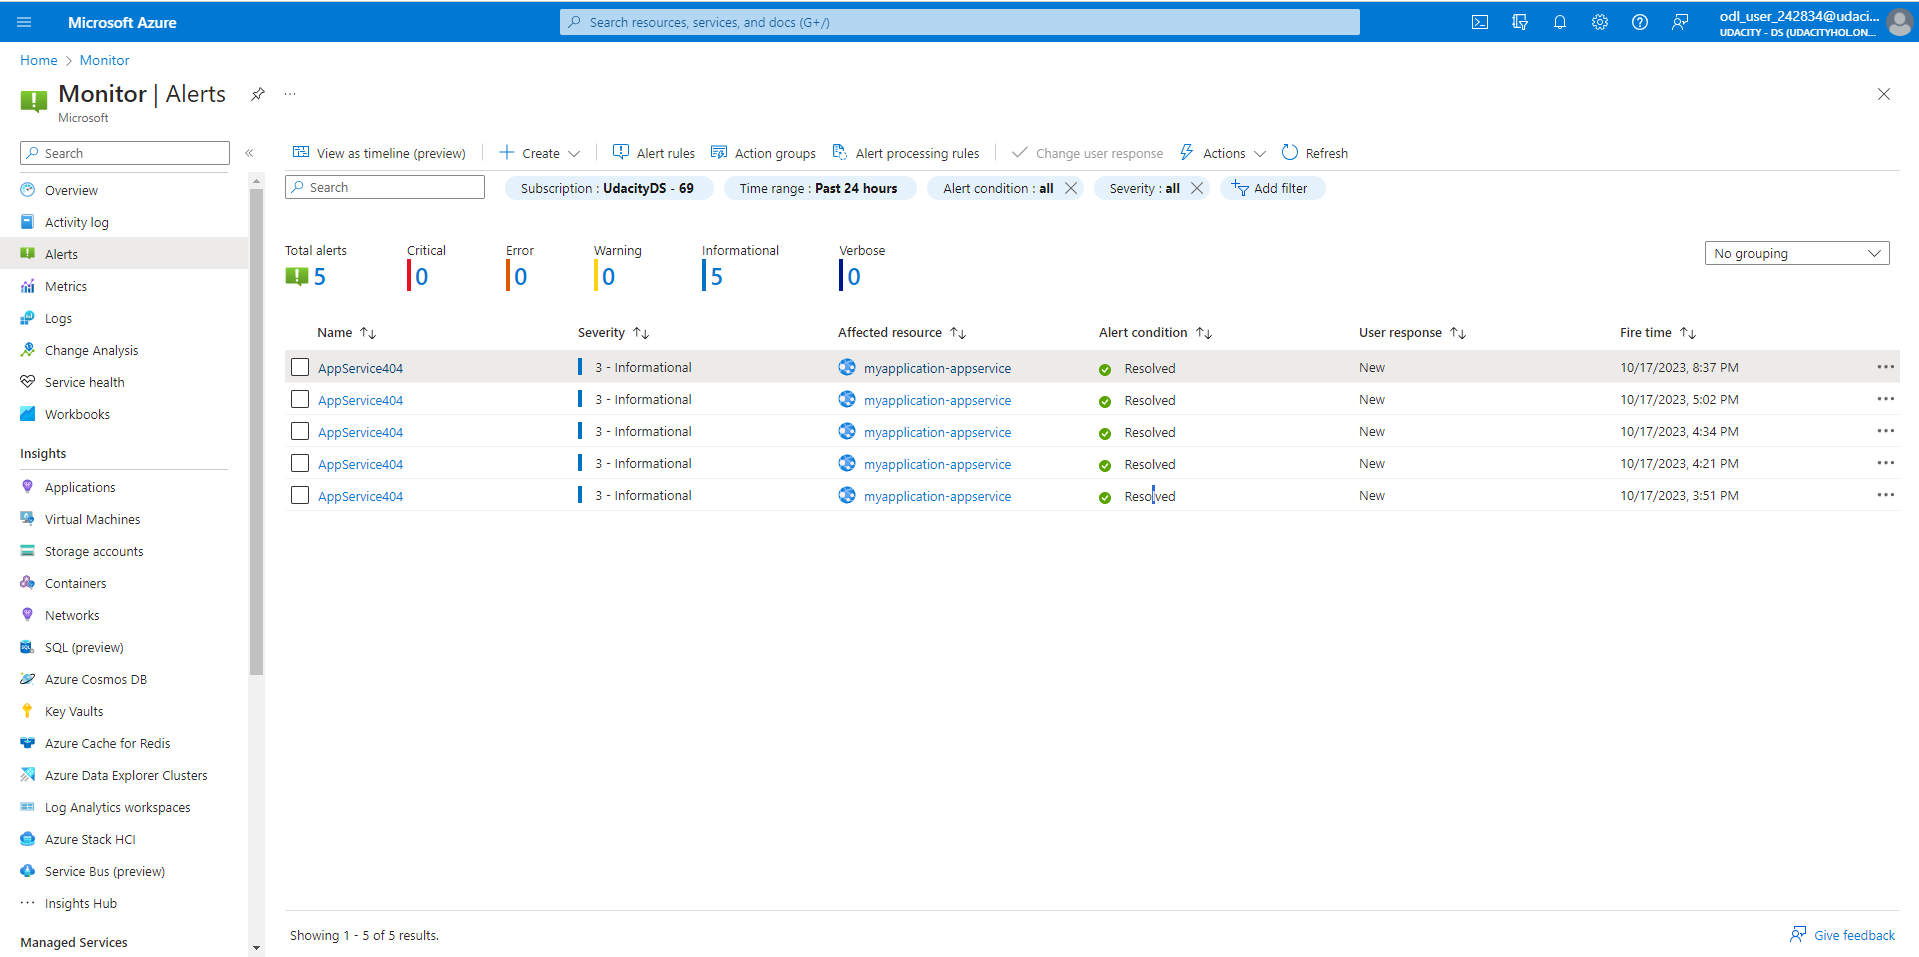 Microsoft Azure
Search resources, services, and docs (G+/)
odl_user_242834@udaci...
UDACITY - DS (UDACITYHOL.ON...
Home > Monitor
Monitor | Alerts
...
Microsoft
Search
«
Overview
Activity log
Alerts
Metrics
Logs
Change Analysis
Service health
Workbooks
Insights
Applications
Virtual Machines
Storage accounts
Containers
Networks
SQL (preview)
Azure Cosmos DB
Key Vaults
Azure Cache for Redis
Azure Data Explorer Clusters
Log Analytics workspaces
Azure Stack HCI
Service Bus (preview)
Insights Hub
Managed Services
View as timeline (preview) Create Alert rules Action groups Alert processing rules Change user response Actions Refresh
Search Subscription : UdacityDS - 69 Time range : Past 24 hours Alert condition : all Severity : all Add filter
Total alerts Critical Error Warning Informational Verbose
5 0 0 0 5 0
No grouping
Name Severity Affected resource Alert condition User response Fire time
AppService404 3 - Informational myapplication-appservice Resolved New 10/17/2023, 8:37 PM
AppService404 3 - Informational myapplication-appservice Resolved New 10/17/2023, 5:02 PM
AppService404 3 - Informational myapplication-appservice Resolved New 10/17/2023, 4:34 PM
AppService404 3 - Informational myapplication-appservice Resolved New 10/17/2023, 4:21 PM
AppService404 3 - Informational myapplication-appservice Resolved New 10/17/2023, 3:51 PM
Showing 1 - 5 of 5 results.
Give feedback